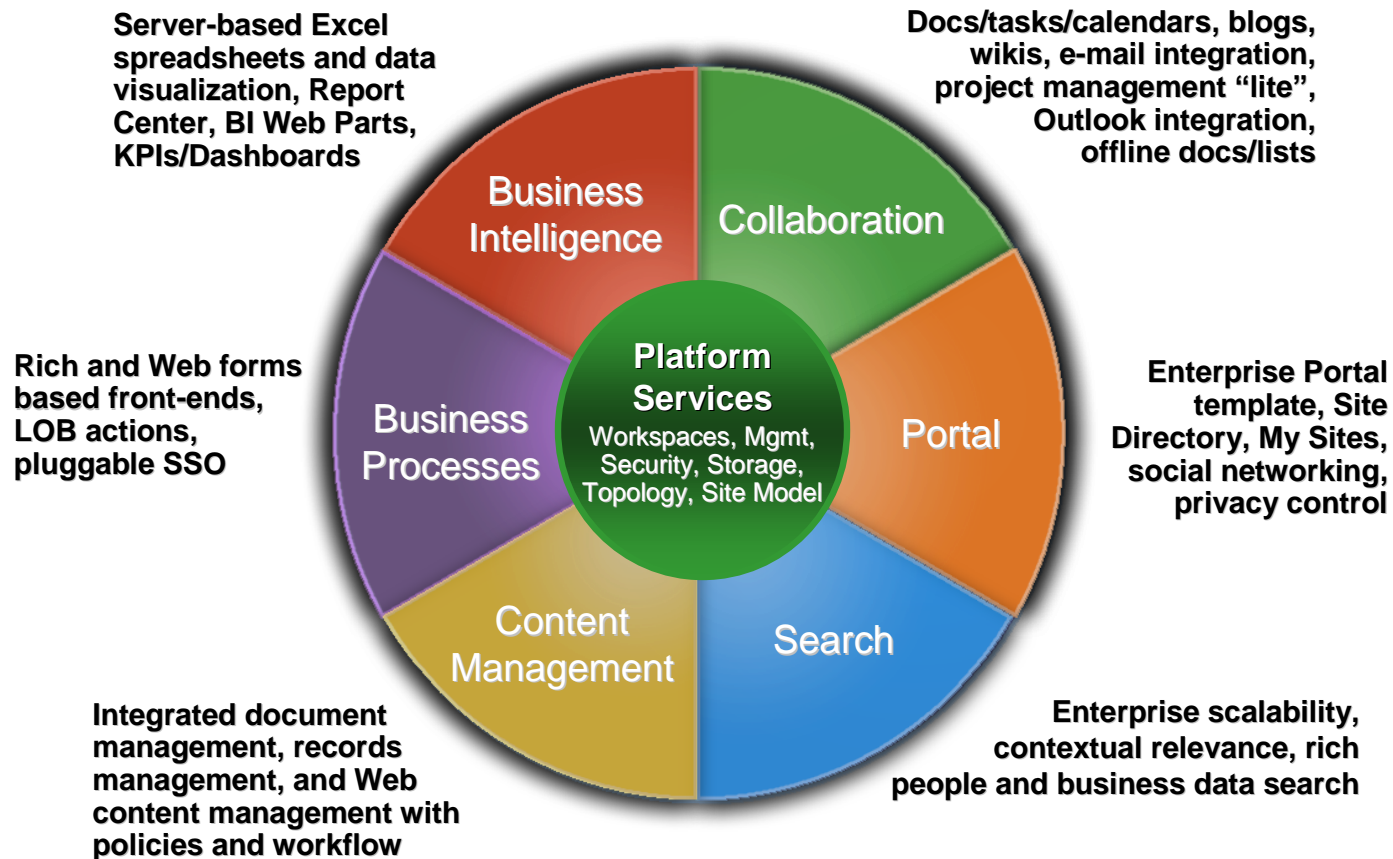 Server-based Excel
spreadsheets and data
visualization, Report
Center, BI Web Parts,
KPIs/Dashboards
Docs/tasks/calendars, blogs,
wikis, e-mail integration,
project management “lite”,
Outlook integration,
offline docs/lists
Business
Intelligence
Collaboration
Rich and Web forms
based front-ends,
LOB actions,
pluggable SSO
Business
Processes
Platform
Services
Workspaces, Mgmt,
Security, Storage,
Topology, Site Model
Portal
Enterprise Portal
template, Site
Directory, My Sites,
social networking,
privacy control
Content
Management
Search
Integrated document
management, records
management, and Web
content management with
policies and workflow
Enterprise scalability,
contextual relevance, rich
people and business data search